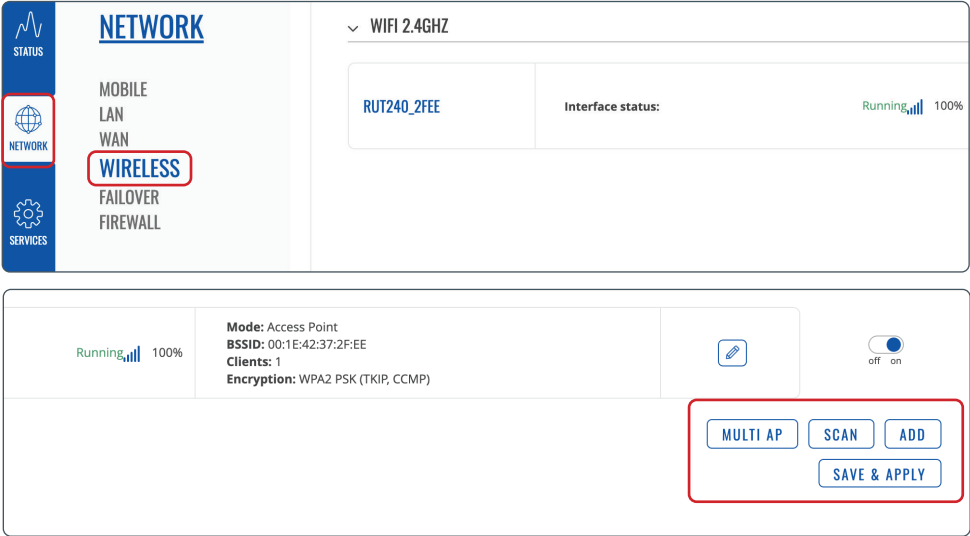 STATUS
NETWORK
SERVICES
NETWORK
MOBILE
LAN
WAN
WIRELESS
FAILOVER
FIREWALL
WIFI 2.4GHZ
RUT240_2FEE
Interface status:
Running
100%
Running
100%
Mode: Access Point
BSSID: 00:1E:42:37:2F:EE
Clients: 1
Encryption: WPA2 PSK (TKIP, CCMP)
off on
MULTI AP
SCAN
ADD
SAVE & APPLY